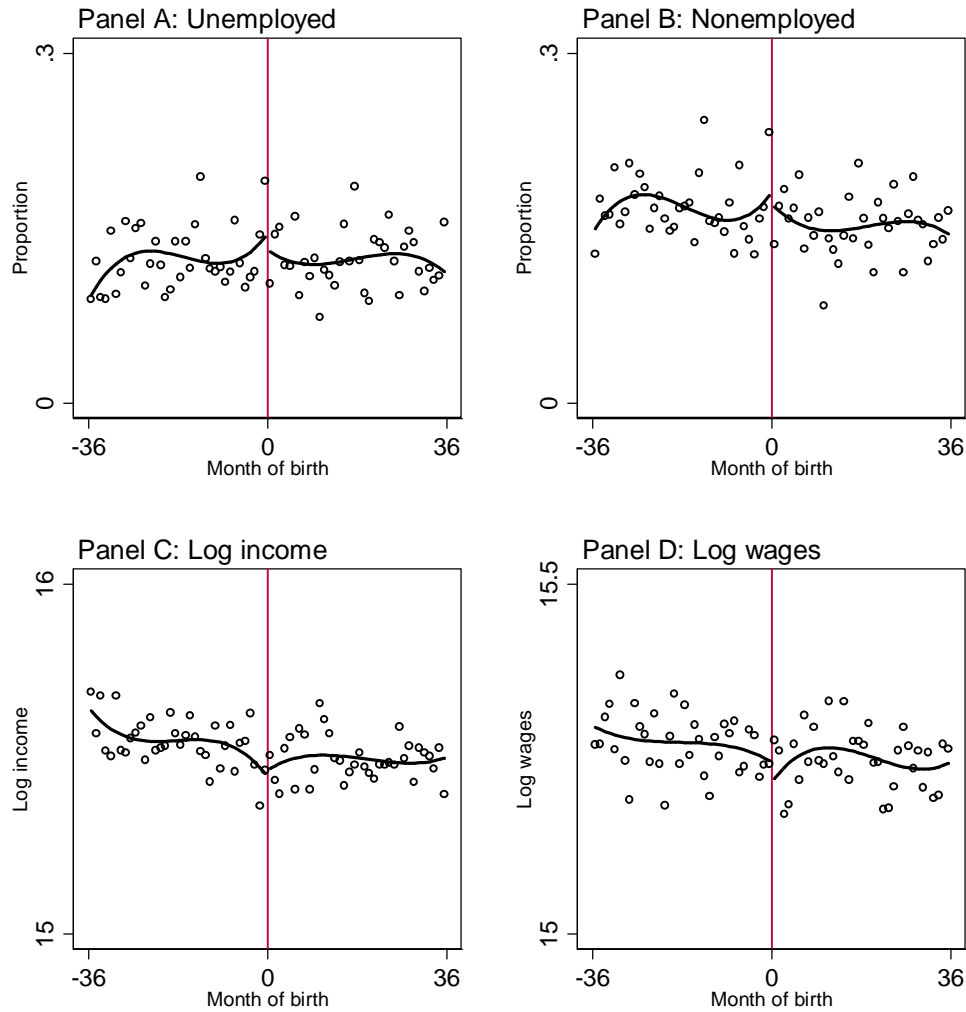 Panel A: Unemployed
.3
Proportion
0
-36 0 36
Month of birth
Panel B: Nonemployed
.3
Proportion
0
-36 0 36
Month of birth
Panel C: Log income
16
Log income
15
-36 0 36
Month of birth
Panel D: Log wages
15.5
Log wages
15
-36 0 36
Month of birth